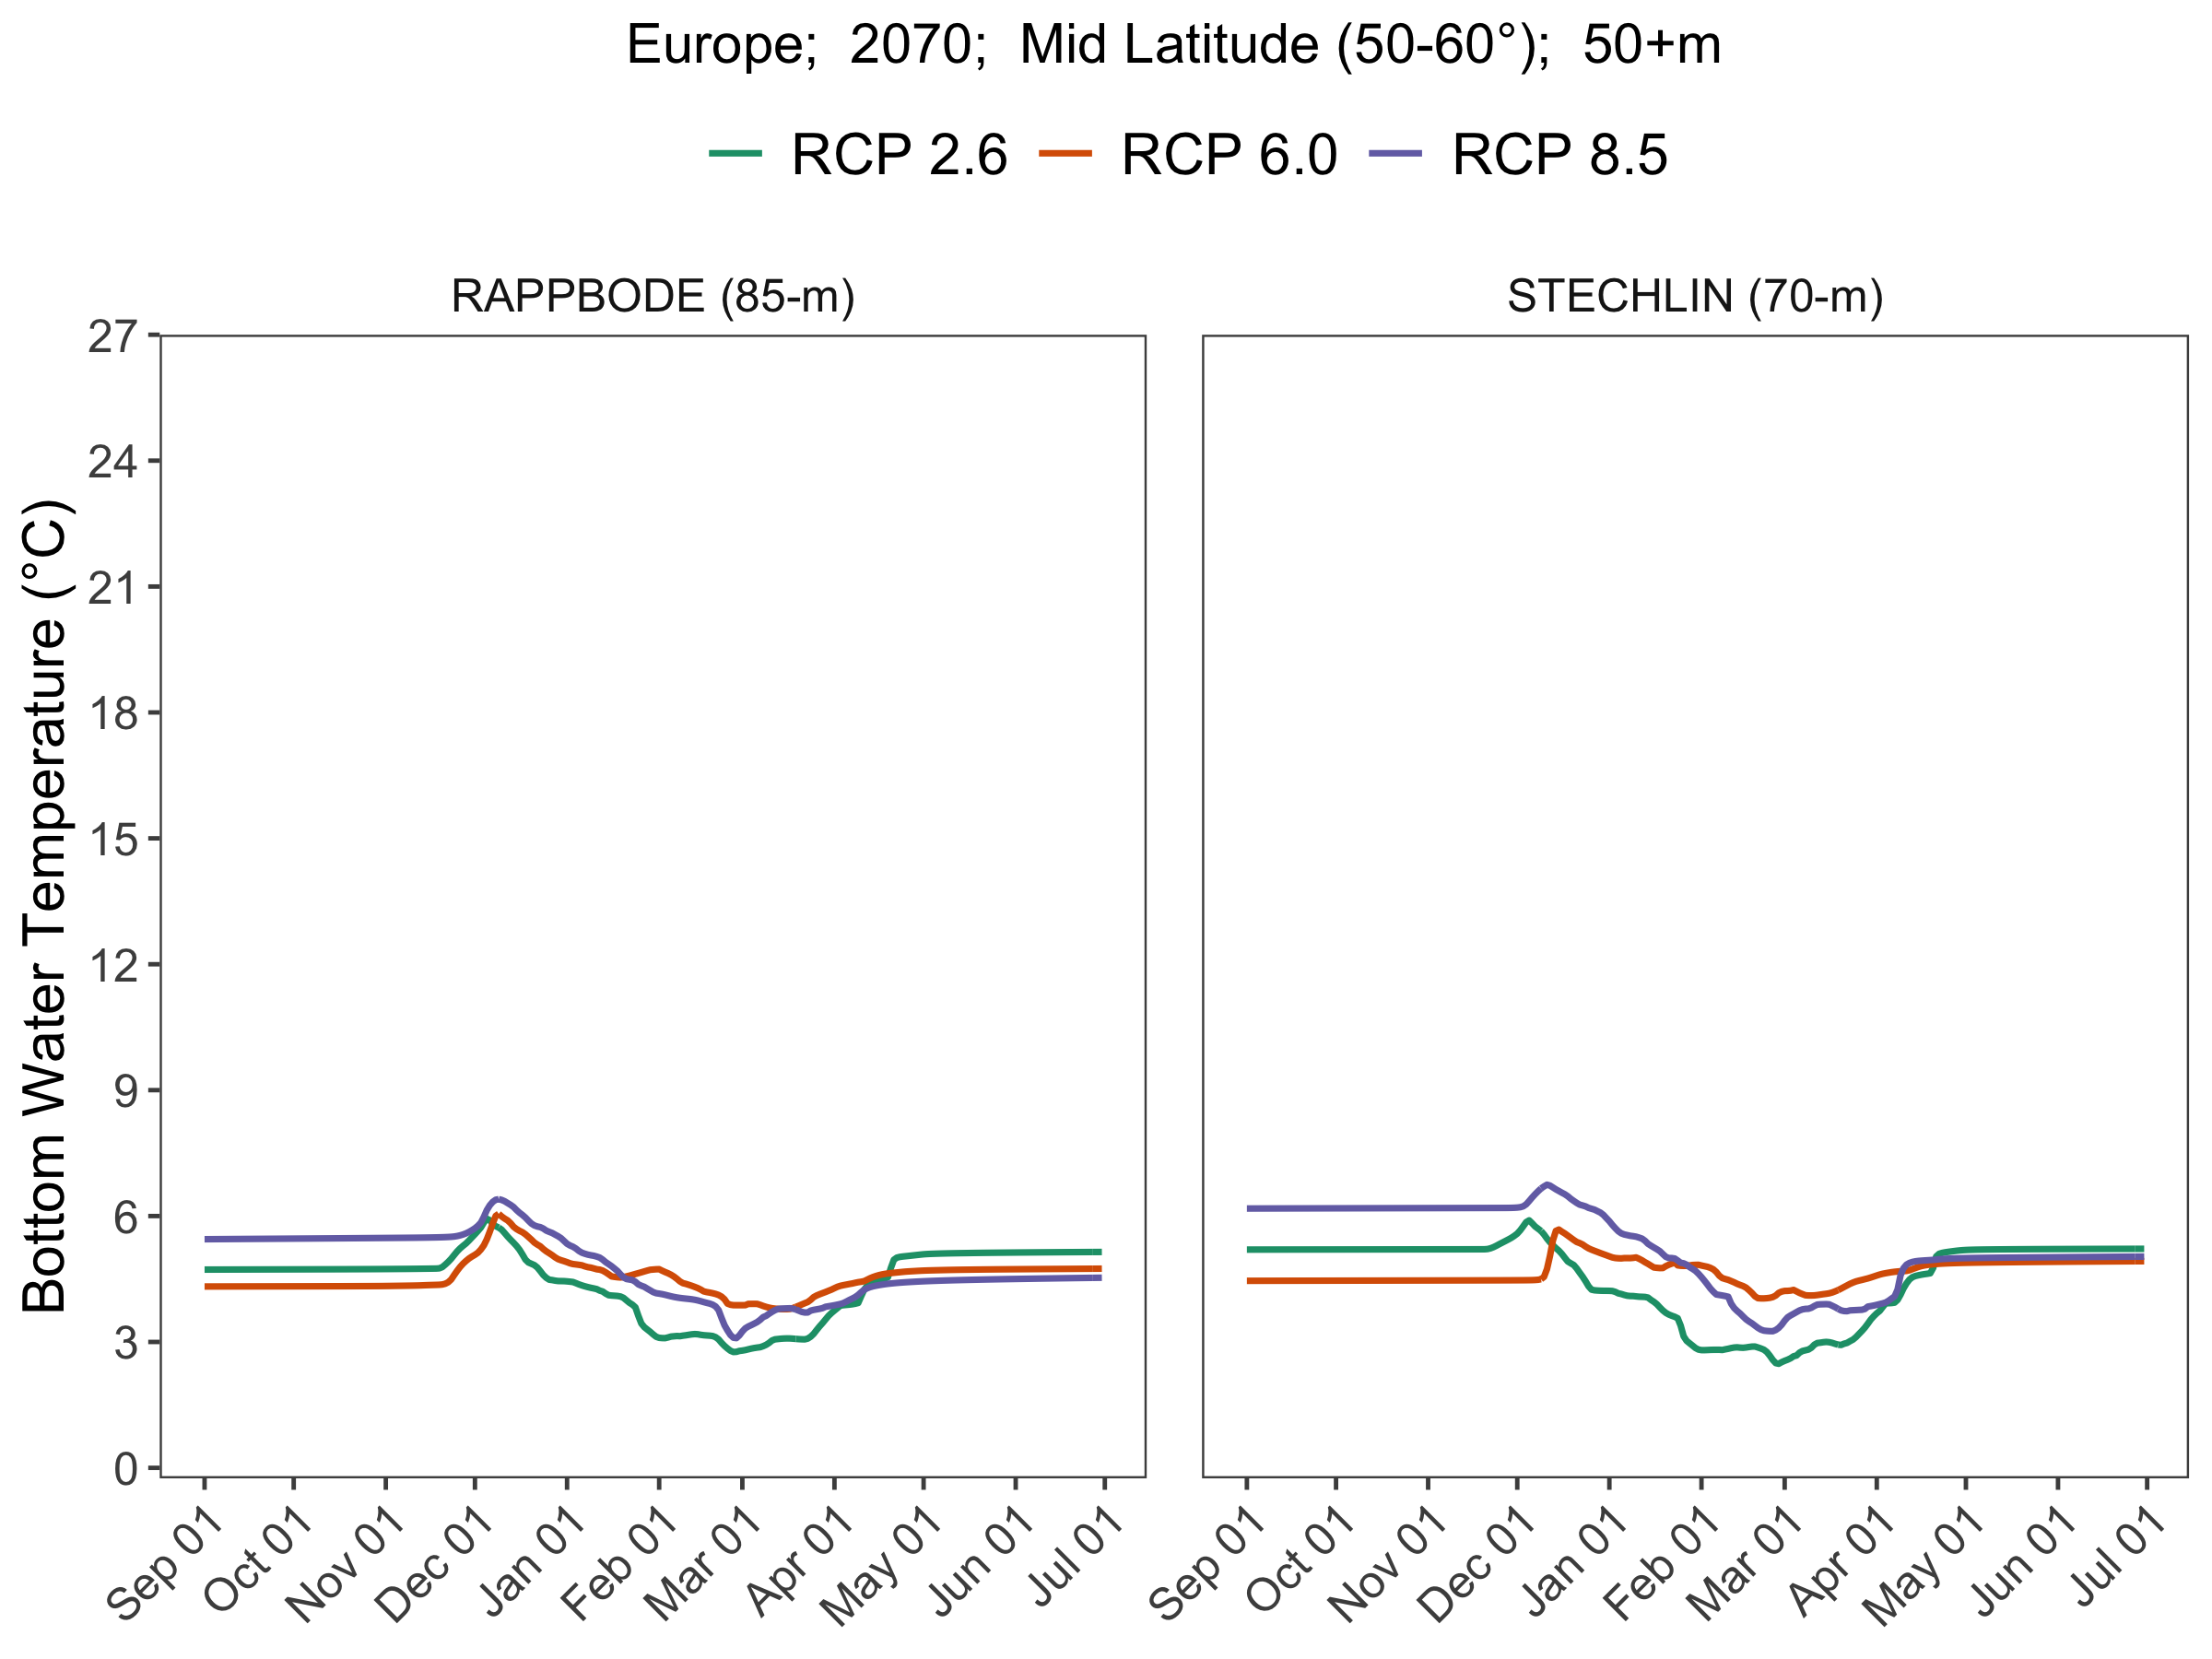 Europe; 2070; Mid Latitude (50-60°); 50+m
RCP 2.6 RCP 6.0 RCP 8.5
RAPPBODE (85-m) STECHLIN (70-m)
Bottom Water Temperature (°C)
27
24
21
18
15
12
9
6
3
0
Sep 01 Oct 01 Nov 01 Dec 01 Jan 01 Feb 01 Mar 01 Apr 01 May 01 Jun 01 Jul 01
Sep 01 Oct 01 Nov 01 Dec 01 Jan 01 Feb 01 Mar 01 Apr 01 May 01 Jun 01 Jul 01